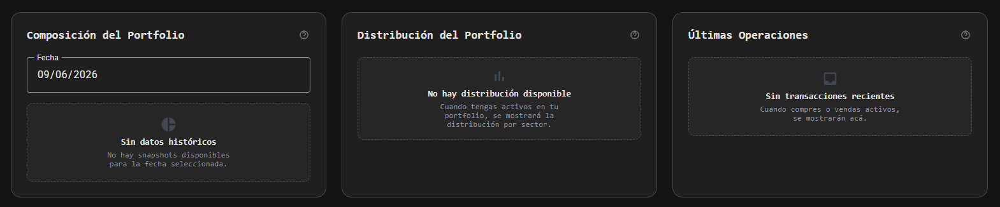 Composición del Portfolio
Fecha
09/06/2026
Sin datos históricos
No hay snapshots disponibles
para la fecha seleccionada.
Distribución del Portfolio
No hay distribución disponible
Cuando tengas activos en tu
portfolio, se mostrará la
distribución por sector.
Últimas Operaciones
Sin transacciones recientes
Cuando compres o vendas activos,
se mostrarán acá.